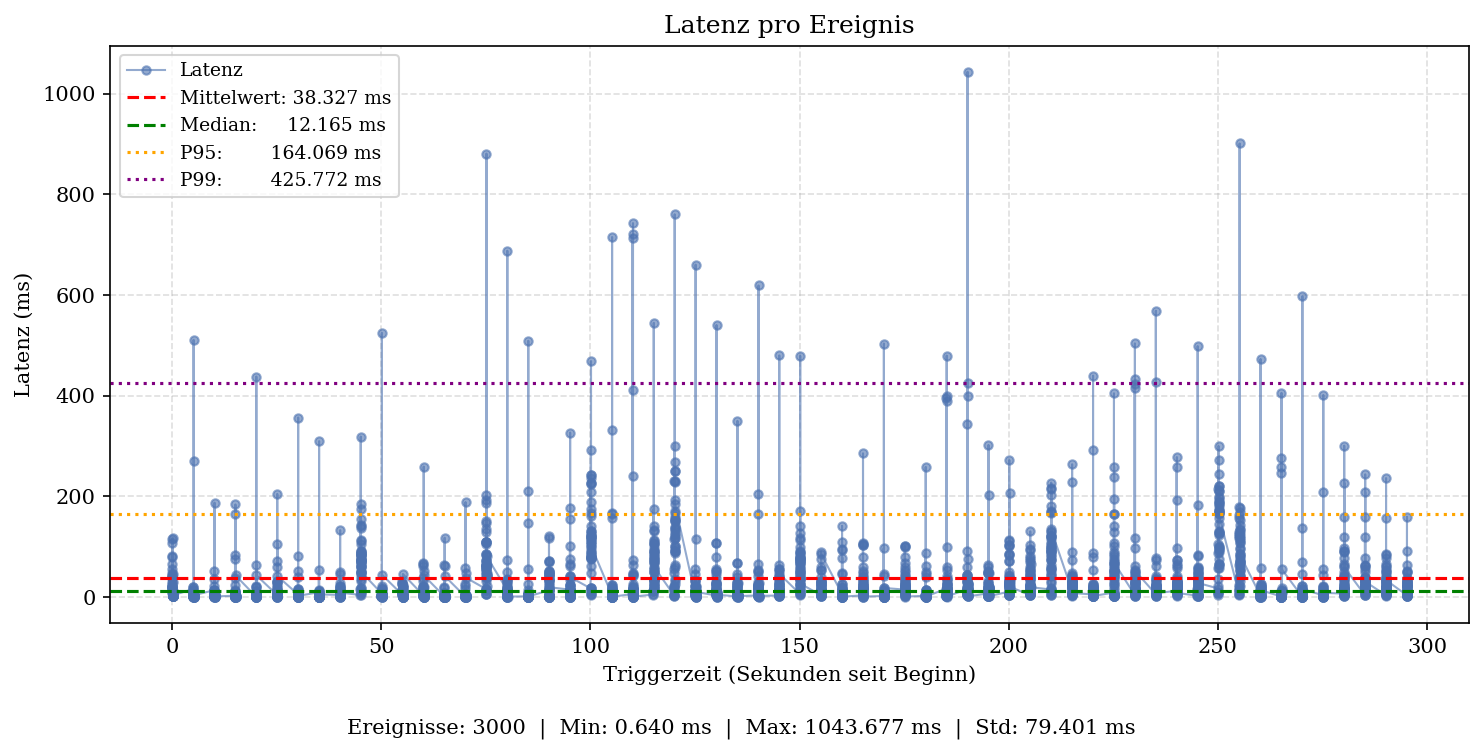 Latenz pro Ereignis
Latenz
Mittelwert: 38.327 ms
Median: 12.165 ms
P95: 164.069 ms
P99: 425.772 ms
1000
800
600
400
200
0
Latenz (ms)
0 50 100 150 200 250 300
Triggerzeit (Sekunden seit Beginn)
Ereignisse: 3000 | Min: 0.640 ms | Max: 1043.677 ms | Std: 79.401 ms